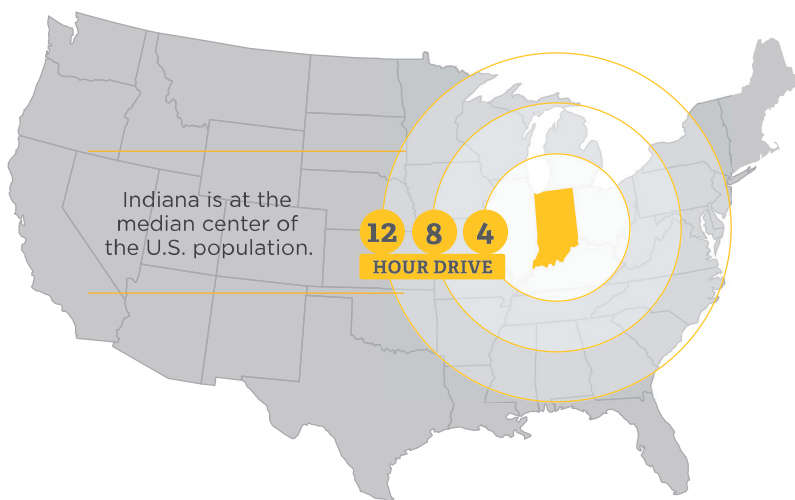 Indiana is at the
median center of
the U.S. population.
12 8 4
HOUR DRIVE